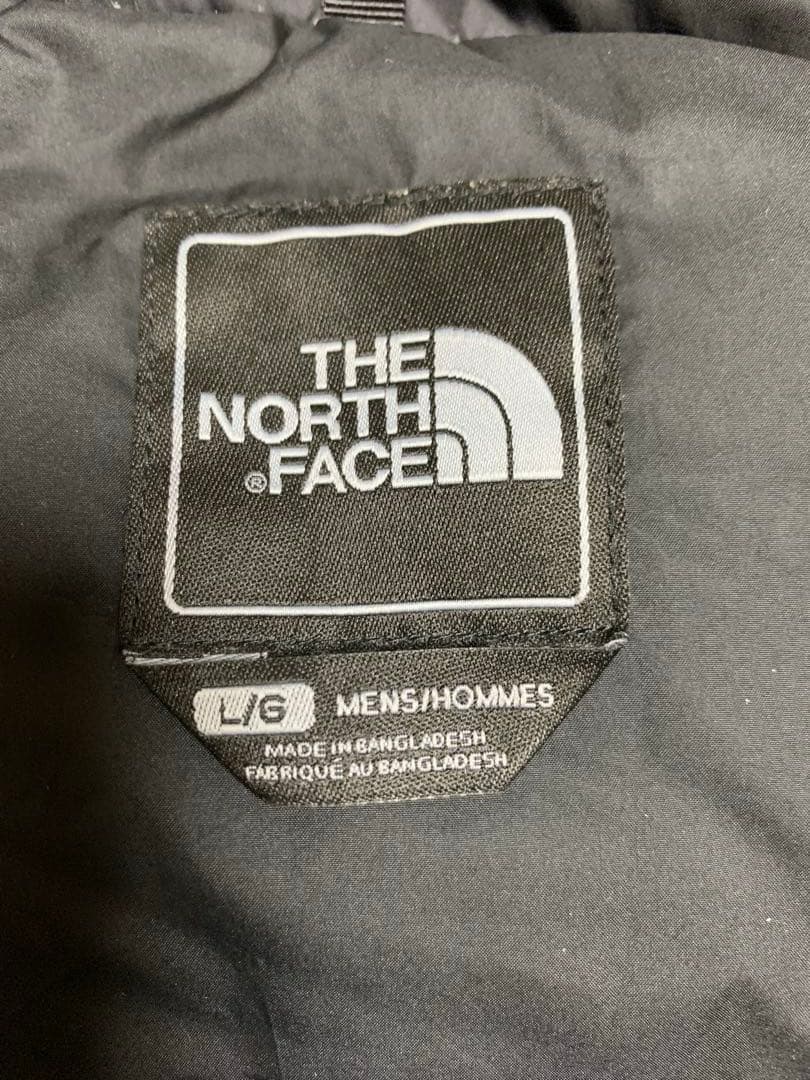 THE
NORTH
®FACE
L/G MENS/HOMMES
MADE IN BANGLADESH
FABRIQUÉ AU BANGLADESH